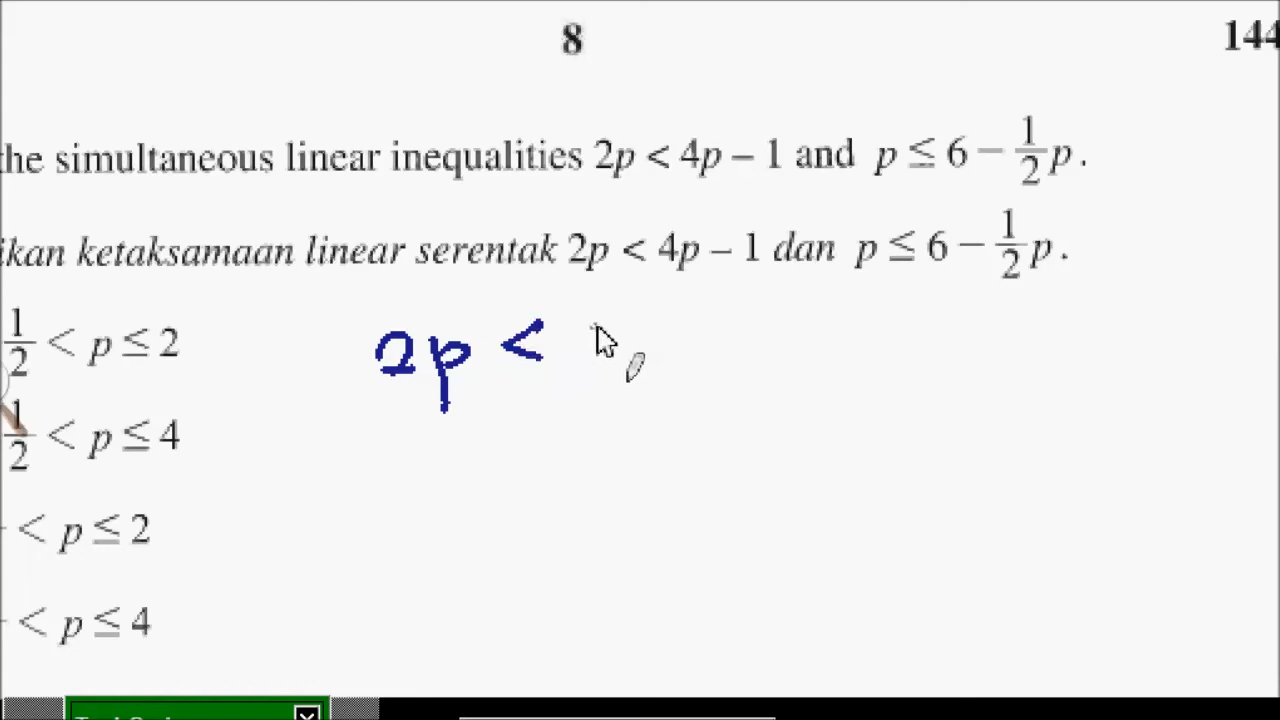 8 144
the simultaneous linear inequalities 2p < 4p – 1 and p ≤ 6 – 1/2 p.
ikan ketaksamaan linear serentak 2p < 4p – 1 dan p ≤ 6 – 1/2 p.
1/2 < p ≤ 2
2p <
1/2 < p ≤ 4
< p ≤ 2
< p ≤ 4